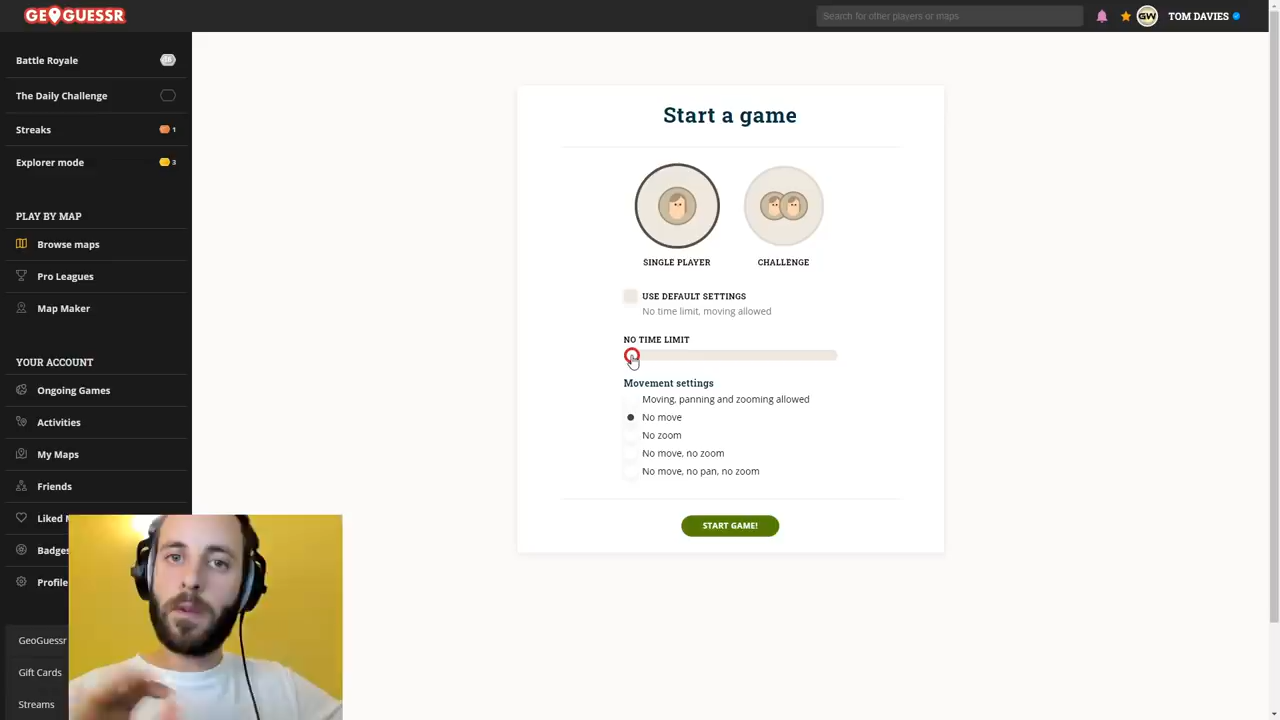 GEOGUESSR
Search for other players or maps
GW
TOM DAVIES
Battle Royale
The Daily Challenge
Streaks
1
Explorer mode
3
PLAY BY MAP
Browse maps
Pro Leagues
Map Maker
YOUR ACCOUNT
Ongoing Games
Activities
My Maps
Friends
Liked
Badges
Profile
GeoGuessr
Gift Cards
Streams
Start a game
SINGLE PLAYER
CHALLENGE
USE DEFAULT SETTINGS
No time limit, moving allowed
NO TIME LIMIT
Movement settings
Moving, panning and zooming allowed
No move
No zoom
No move, no zoom
No move, no pan, no zoom
START GAME!